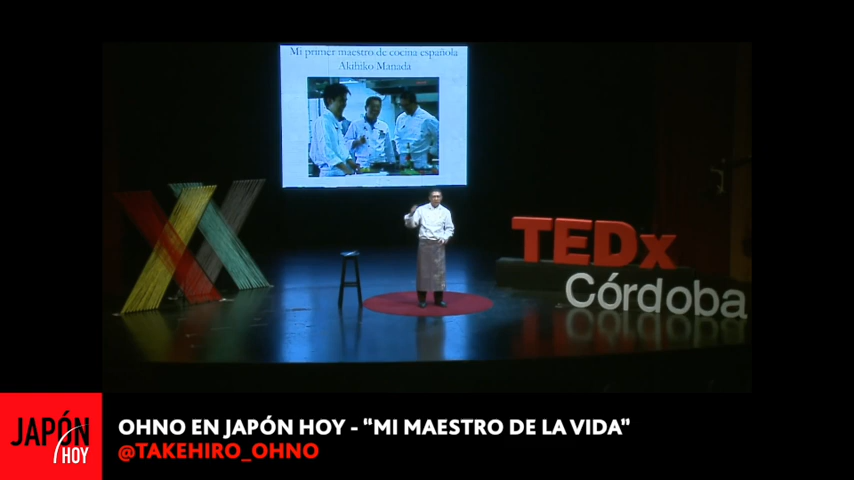 Mi primer maestro de cocina española
Akihiko Manada
TEDx
Córdoba
JAPÓN
HOY
OHNO EN JAPÓN HOY - "MI MAESTRO DE LA VIDA"
@TAKEHIRO_OHNO